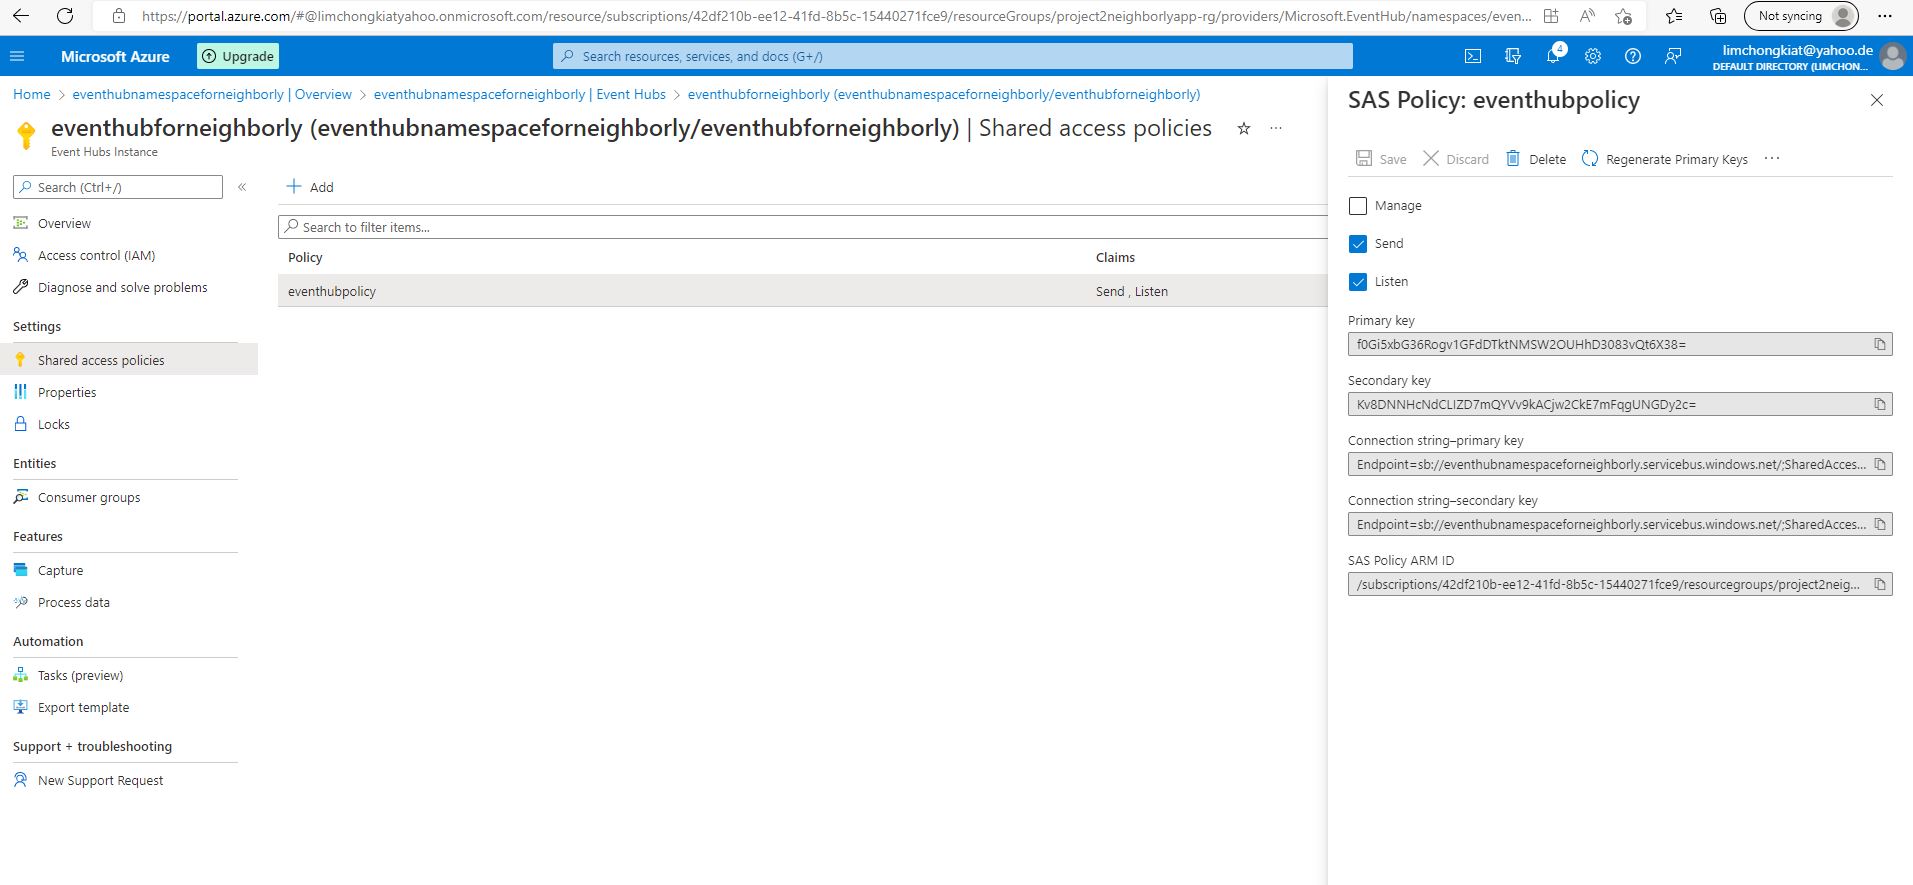 https://portal.azure.com/#@limchongkiatyahoo.onmicrosoft.com/resource/subscriptions/42df210b-ee12-41fd-8b5c-15440271fce9/resourceGroups/project2neighborlyapp-rg/providers/Microsoft.EventHub/namespaces/even...
Not syncing
Microsoft Azure
Upgrade
Search resources, services, and docs (G+/)
4
limchongkiat@yahoo.de
DEFAULT DIRECTORY (LIMCHON...
Home > eventhubnamespaceforneighborly | Overview > eventhubnamespaceforneighborly | Event Hubs > eventhubforneighborly (eventhubnamespaceforneighborly/eventhubforneighborly)
eventhubforneighborly (eventhubnamespaceforneighborly/eventhubforneighborly) | Shared access policies
Event Hubs Instance
Search (Ctrl+/)
Overview
Access control (IAM)
Diagnose and solve problems
Settings
Shared access policies
Properties
Locks
Entities
Consumer groups
Features
Capture
Process data
Automation
Tasks (preview)
Export template
Support + troubleshooting
New Support Request
Add
Search to filter items...
Policy Claims
eventhubpolicy Send , Listen
SAS Policy: eventhubpolicy
Save Discard Delete Regenerate Primary Keys
Manage
Send
Listen
Primary key
Secondary key
Connection string–primary key
Endpoint=sb://eventhubnamespaceforneighborly.servicebus.windows.net/;SharedAcces...
Connection string–secondary key
Endpoint=sb://eventhubnamespaceforneighborly.servicebus.windows.net/;SharedAcces...
SAS Policy ARM ID
/subscriptions/42df210b-ee12-41fd-8b5c-15440271fce9/resourcegroups/project2neig...